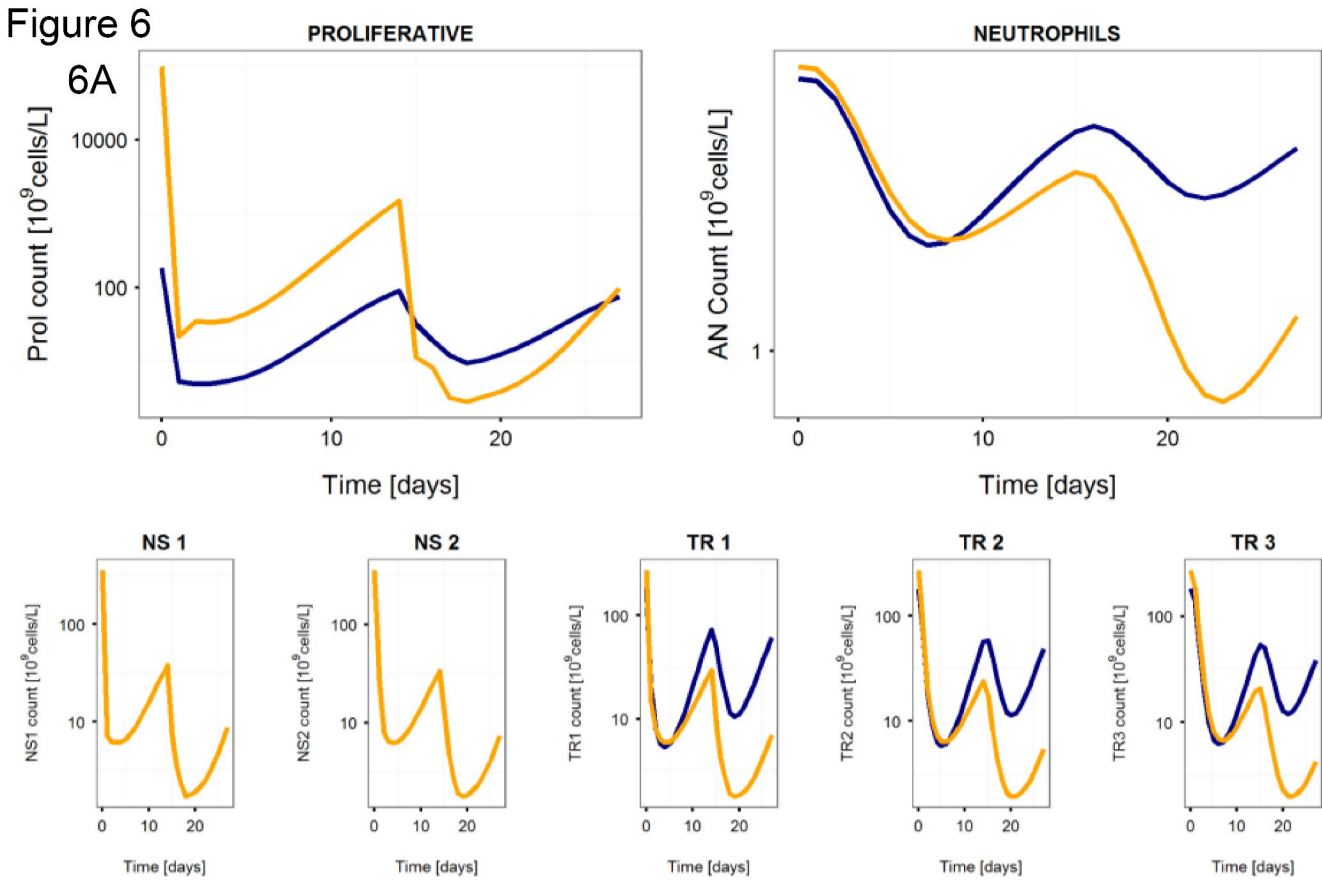 Figure 6
6A
PROLIFERATIVE
Prol count [10⁹cells/L]
10000
100
0 10 20
Time [days]
NEUTROPHILS
AN Count [10⁹cells/L]
1
0 10 20
Time [days]
NS 1
NS1 count [10⁹cells/L]
100
10
0 10 20
Time [days]
NS 2
NS2 count [10⁹cells/L]
100
10
0 10 20
Time [days]
TR 1
TR1 count [10⁹cells/L]
100
10
0 10 20
Time [days]
TR 2
TR2 count [10⁹cells/L]
100
10
0 10 20
Time [days]
TR 3
TR3 count [10⁹cells/L]
100
10
0 10 20
Time [days]